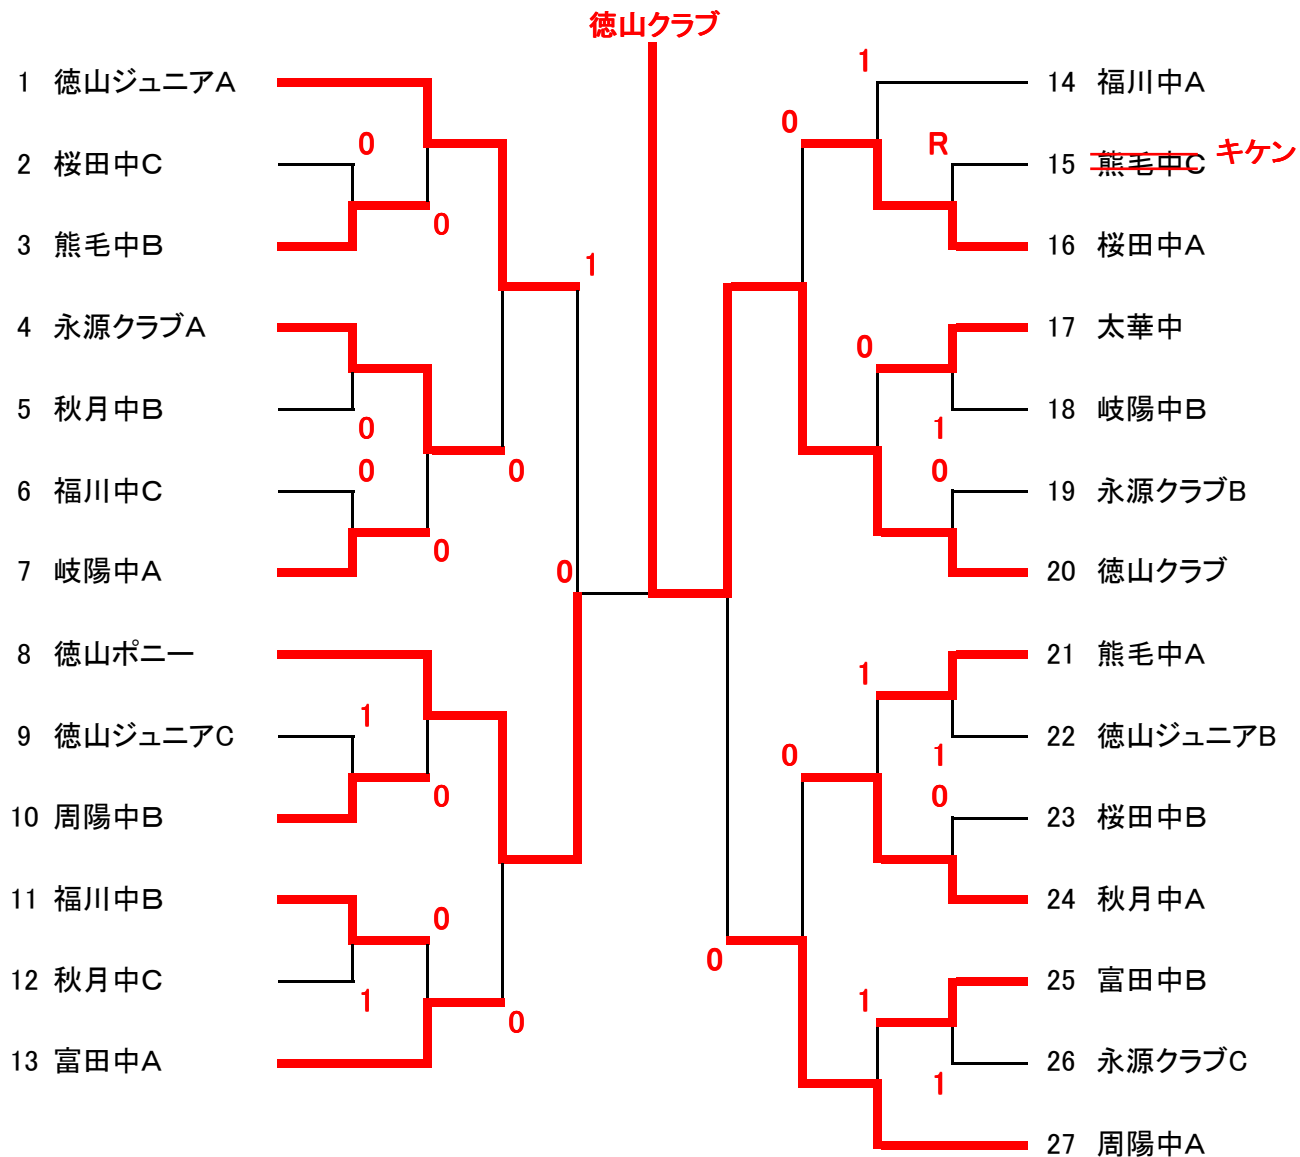 徳山クラブ
1 徳山ジュニアA
0
2 桜田中C
0
3 熊毛中B
1
4 永源クラブA
5 秋月中B
0
0
0
6 福川中C
0
7 岐陽中A
0
8 徳山ポニー
1
9 徳山ジュニアC
0
10 周陽中B
11 福川中B
0
12 秋月中C
1
0
13 富田中A
1
14 福川中A
0
R
15 熊毛中C キケン
16 桜田中A
17 太華中
0
18 岐陽中B
1
0
19 永源クラブB
20 徳山クラブ
21 熊毛中A
1
22 徳山ジュニアB
0
1
0
23 桜田中B
24 秋月中A
0
25 富田中B
1
26 永源クラブC
1
27 周陽中A